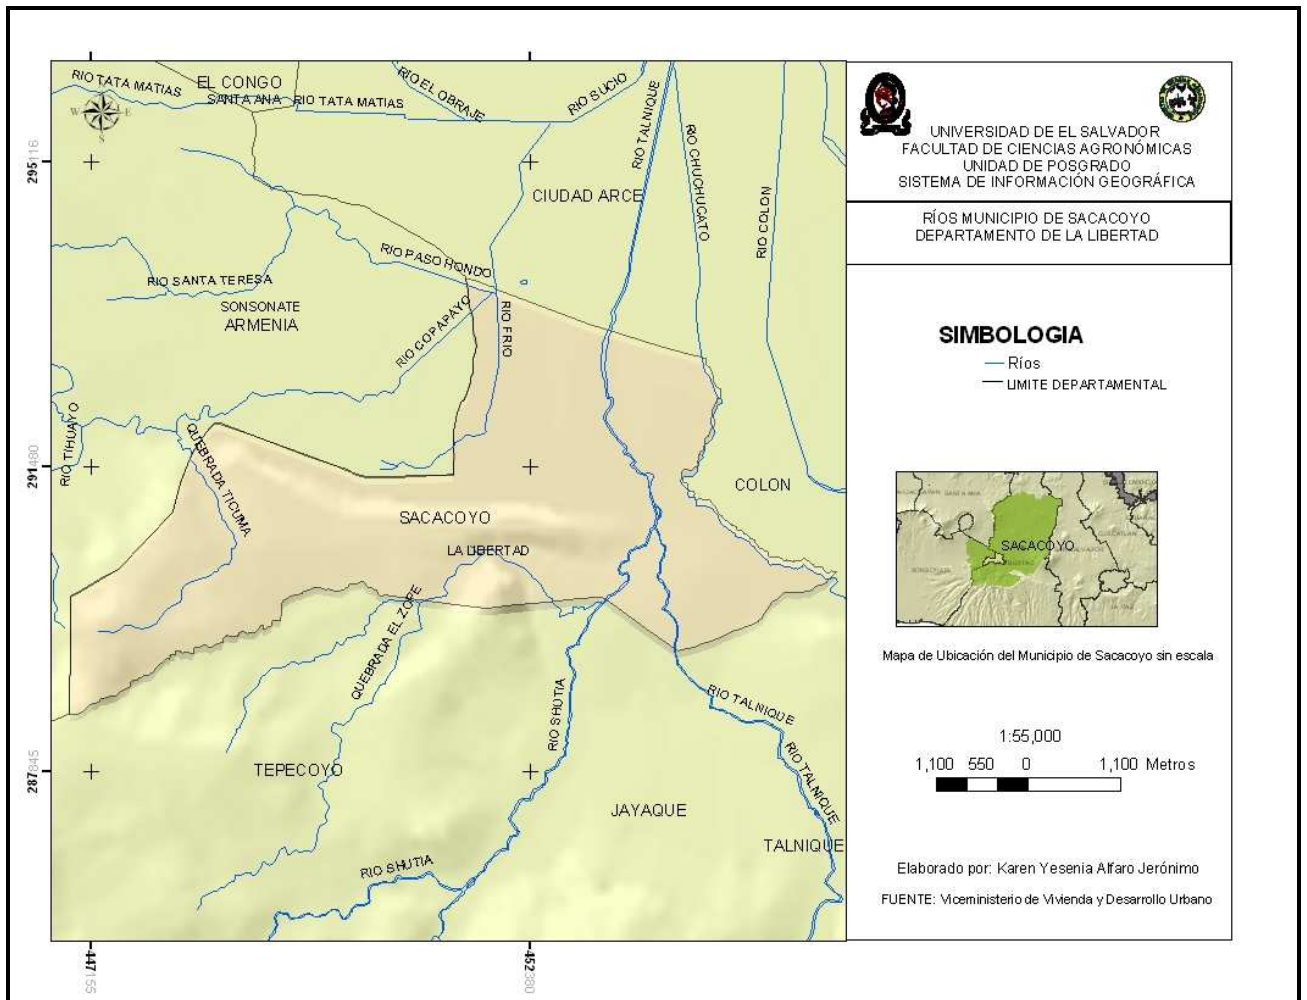 RIO TATA MATIAS
EL CONGO
SANTA ANA
RIO TATA MATIAS
RIO EL OBRAJE
RIO SUCIO
RIO TALNIQUE
RIO CHUCHUCATO
RIO COLON
CIUDAD ARCE
RIO PASO HONDO
RIO SANTA TERESA
SONSONATE
ARMENIA
RIO COPAPAYO
RIO FRIO
RIO TIHUAYO
QUEBRADA TICUMA
COLON
SACACOYO
LA LIBERTAD
QUEBRADA EL ZOPE
RIO SHUTIA
RIO TALNIQUE
RIO TALNIQUE
TEPECOYO
JAYAQUE
TALNIQUE
RIO SHUTIA
W E
S
295116
291480
287845
447155
452380
UNIVERSIDAD DE EL SALVADOR
FACULTAD DE CIENCIAS AGRONÓMICAS
UNIDAD DE POSGRADO
SISTEMA DE INFORMACIÓN GEOGRÁFICA
RÍOS MUNICIPIO DE SACACOYO
DEPARTAMENTO DE LA LIBERTAD
SIMBOLOGIA
Ríos
LIMITE DEPARTAMENTAL
SACACOYO
Mapa de Ubicación del Municipio de Sacacoyo sin escala
1:55,000
1,100 550 0 1,100 Metros
Elaborado por: Karen Yesenia Alfaro Jerónimo
FUENTE: Viceministerio de Vivienda y Desarrollo Urbano